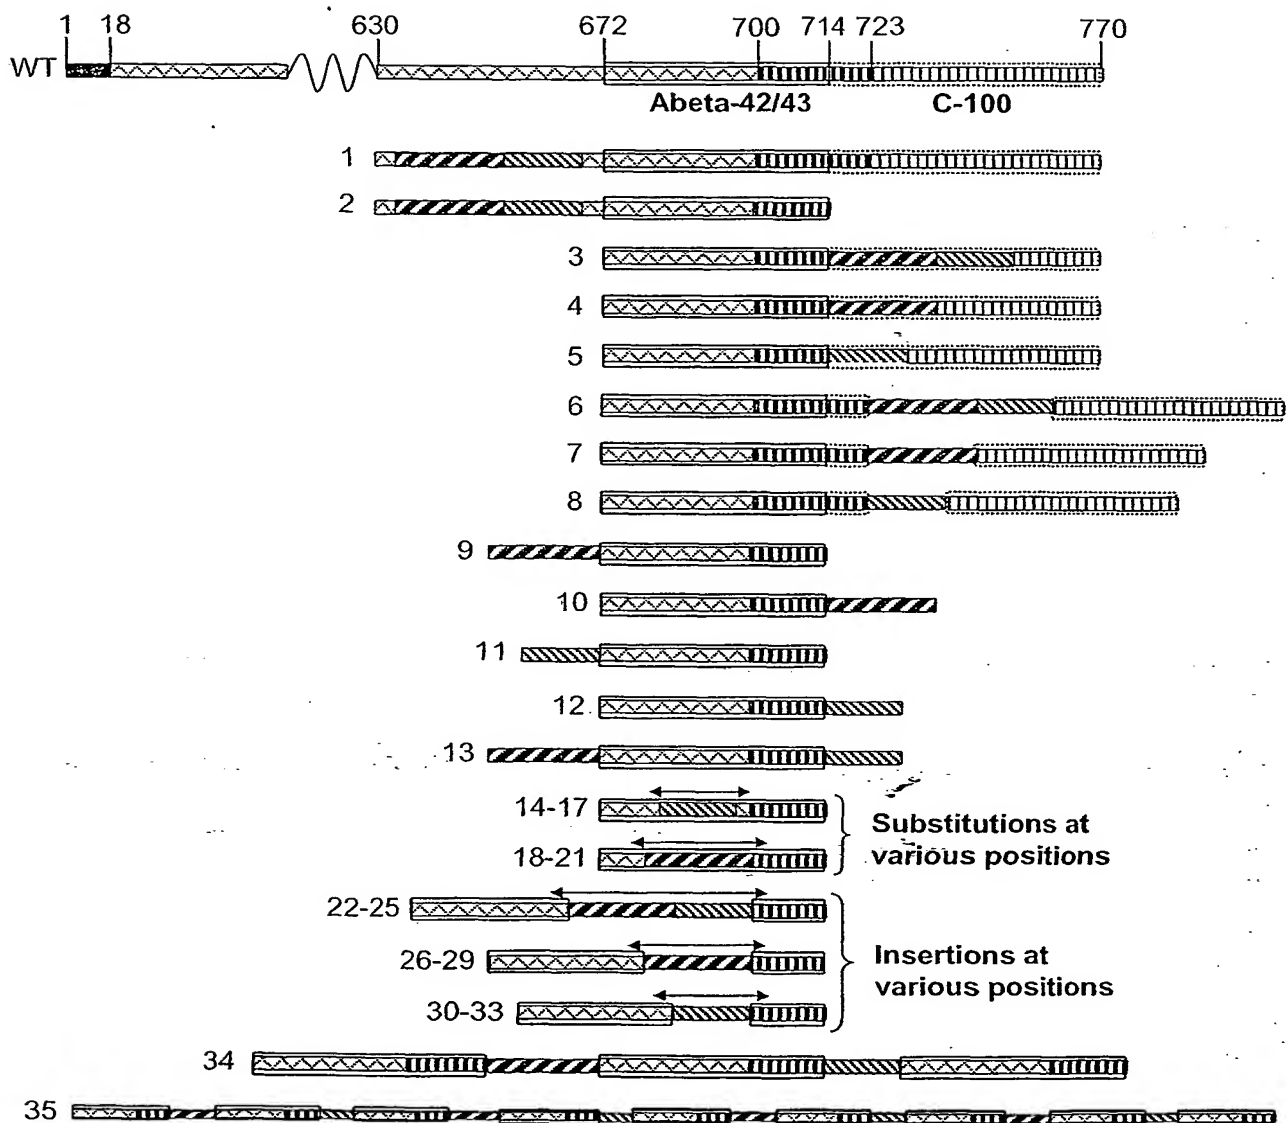 1 18 630 672 700 714 723 770
WT
Abeta-42/43 C-100
1
2
3
4
5
6
7
8
9
10
11
12
13
14-17
Substitutions at
various positions
18-21
22-25
26-29
Insertions at
various positions
30-33
34
35